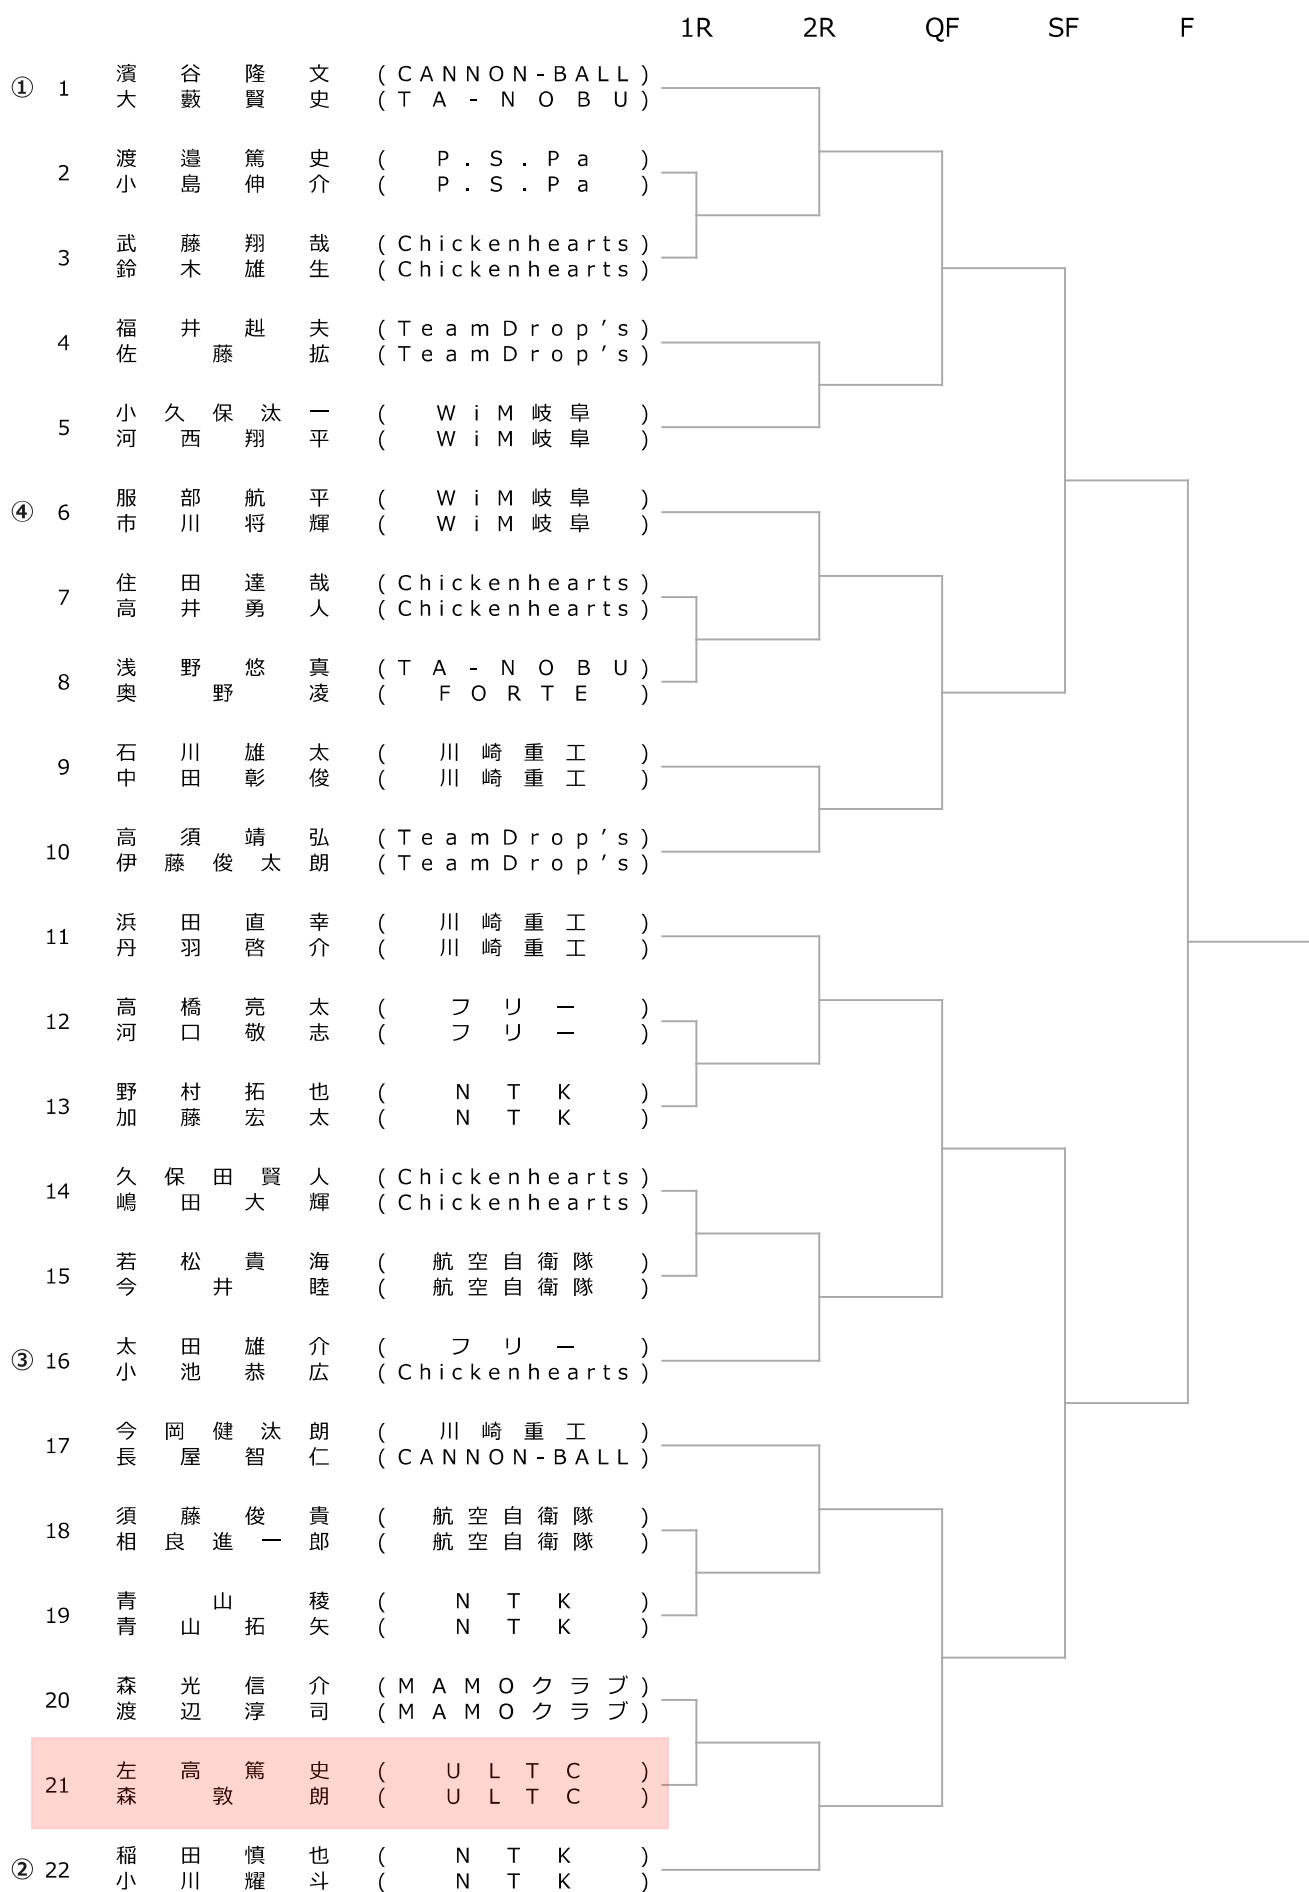 1R 2R QF SF F
① 1 濱谷隆文 (CANNON-BALL)
大藪賢史 (TA-NOBU)
2 渡邉篤史 (P.S.Pa)
小島伸介 (P.S.Pa)
3 武藤翔哉 (Chickenhearts)
鈴木雄生 (Chickenhearts)
4 福井赳夫 (TeamDrop's)
佐藤拡 (TeamDrop's)
5 小久保汰一 (WiM岐阜)
河西翔平 (WiM岐阜)
④ 6 服部航平 (WiM岐阜)
市川将輝 (WiM岐阜)
7 住田達哉 (Chickenhearts)
高井勇人 (Chickenhearts)
8 浅野悠真 (TA-NOBU)
奥野凌 (FORTE)
9 石川雄太 (川崎重工)
中田彰俊 (川崎重工)
10 高須靖弘 (TeamDrop's)
伊藤俊太朗 (TeamDrop's)
11 浜田直幸 (川崎重工)
丹羽啓介 (川崎重工)
12 高橋亮太 (フリー)
河口敬志 (フリー)
13 野村拓也 (NTK)
加藤宏太 (NTK)
14 久保田賢人 (Chickenhearts)
嶋田大輝 (Chickenhearts)
15 若松貴海 (航空自衛隊)
今井睦 (航空自衛隊)
③ 16 太田雄介 (フリー)
小池恭広 (Chickenhearts)
17 今岡健汰朗 (川崎重工)
長屋智仁 (CANNON-BALL)
18 須藤俊貴 (航空自衛隊)
相良進一郎 (航空自衛隊)
19 青山稜 (NTK)
青山拓矢 (NTK)
20 森光信介 (MAMOクラブ)
渡辺淳司 (MAMOクラブ)
21 左高篤史 (ULTC)
森敦朗 (ULTC)
② 22 稲田慎也 (NTK)
小川耀斗 (NTK)